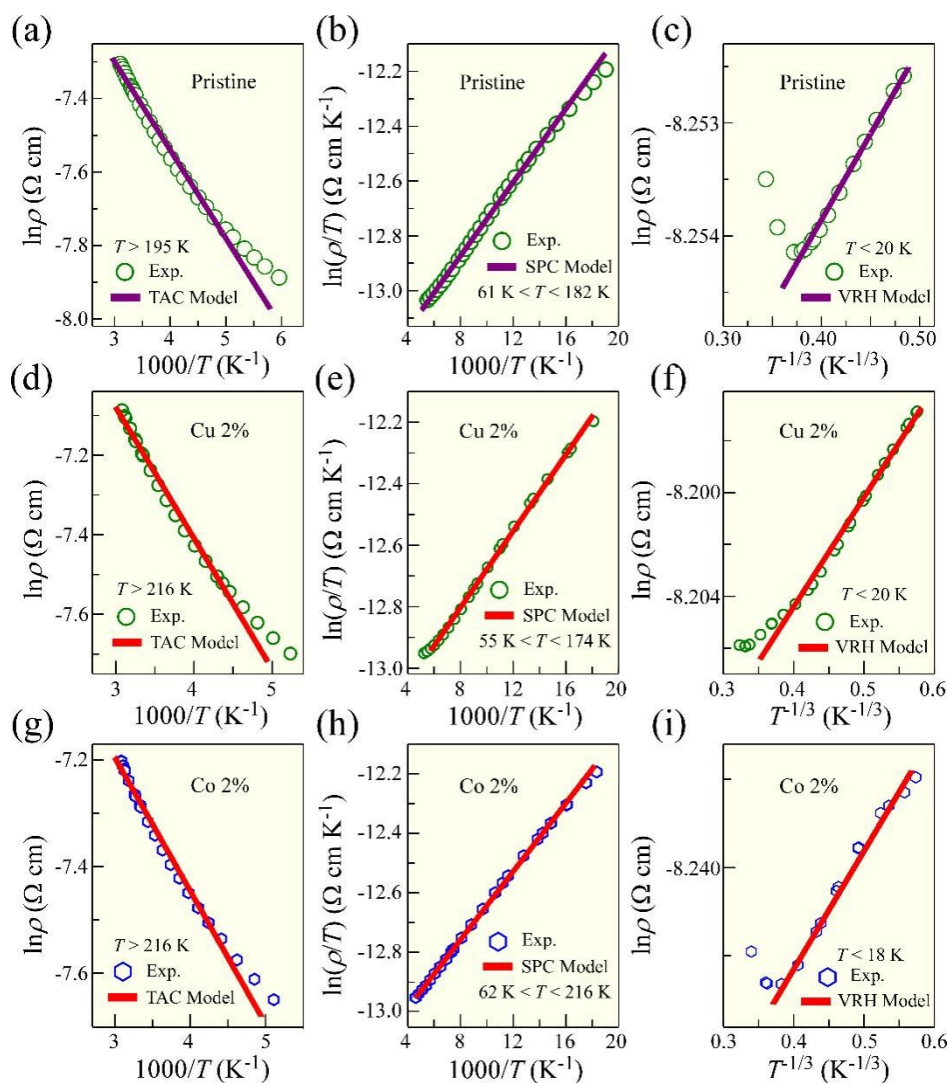 (a)
Pristine
T > 195 K
Exp.
TAC Model
-7.4
-7.6
-7.8
-8.0
lnρ (Ω cm)
3 4 5 6
1000/T (K⁻¹)
(b)
Pristine
Exp.
SPC Model
61 K < T < 182 K
-12.2
-12.4
-12.6
-12.8
-13.0
ln(ρ/T) (Ω cm K⁻¹)
4 7 10 13 16 19
1000/T (K⁻¹)
(c)
Pristine
T < 20 K
Exp.
VRH Model
-8.253
-8.254
lnρ (Ω cm)
0.40 0.50
T⁻¹/³ (K⁻¹/³)
(d)
Cu 2%
T > 216 K
Exp.
TAC Model
-7.2
-7.4
-7.6
lnρ (Ω cm)
3 4 5
1000/T (K⁻¹)
(e)
Cu 2%
Exp.
SPC Model
55 K < T < 174 K
-12.2
-12.4
-12.6
-12.8
-13.0
ln(ρ/T) (Ω cm K⁻¹)
4 8 12 16 20
1000/T (K⁻¹)
(f)
Cu 2%
T < 20 K
Exp.
VRH Model
-8.200
-8.204
lnρ (Ω cm)
0.3 0.4 0.5 0.6
T⁻¹/³ (K⁻¹/³)
(g)
Co 2%
T > 216 K
Exp.
TAC Model
-7.2
-7.4
-7.6
lnρ (Ω cm)
3 4 5
1000/T (K⁻¹)
(h)
Co 2%
Exp.
SPC Model
62 K < T < 216 K
-12.2
-12.4
-12.6
-12.8
-13.0
ln(ρ/T) (Ω cm K⁻¹)
4 8 12 16 20
1000/T (K⁻¹)
(i)
Co 2%
T < 18 K
Exp.
VRH Model
-8.240
lnρ (Ω cm)
0.3 0.4 0.5 0.6
T⁻¹/³ (K⁻¹/³)